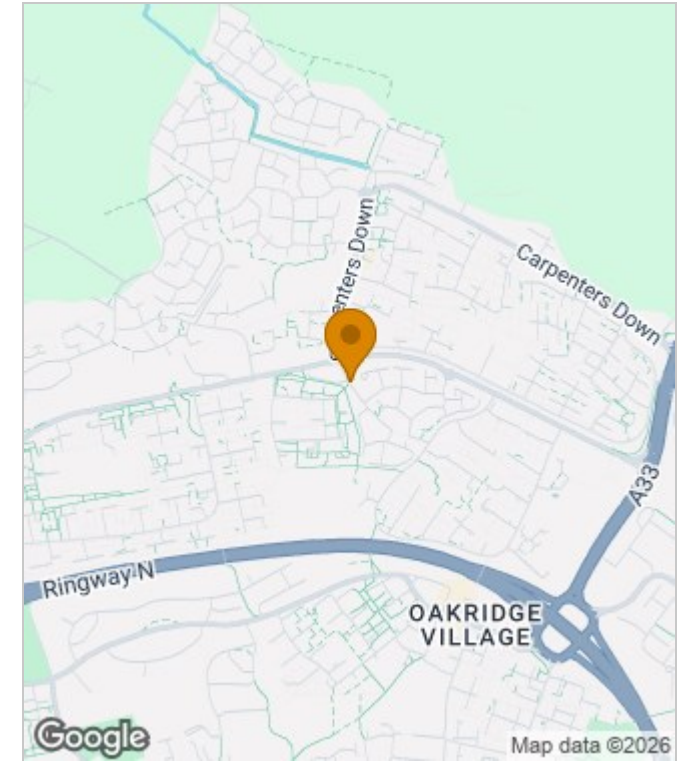 enters Down
Carpenters Down
A33
Ringway N
OAKRIDGE
VILLAGE
Google
Map data ©2026